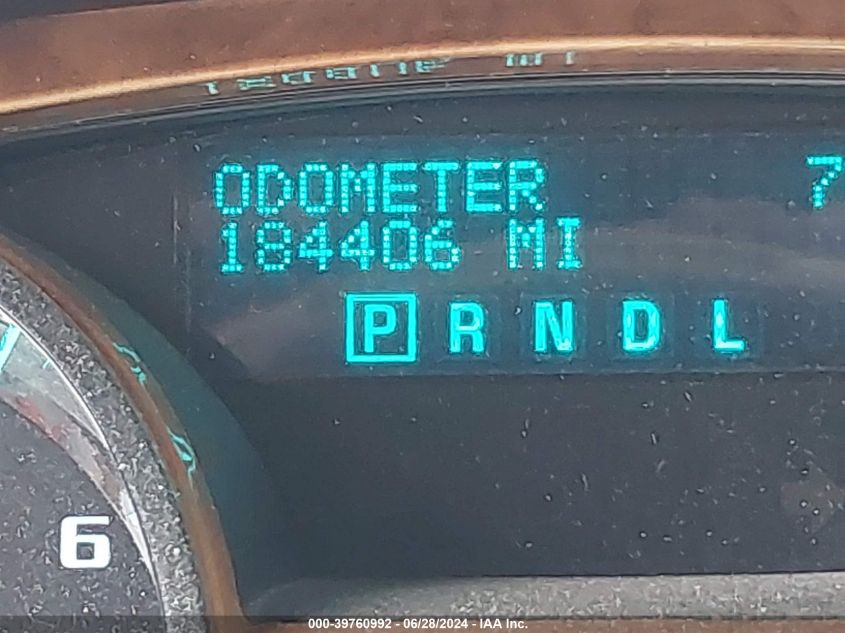 ODOMETER 7
184406 MI
P R N D L
6
000-39760992 - 06/28/2024 - IAA Inc.